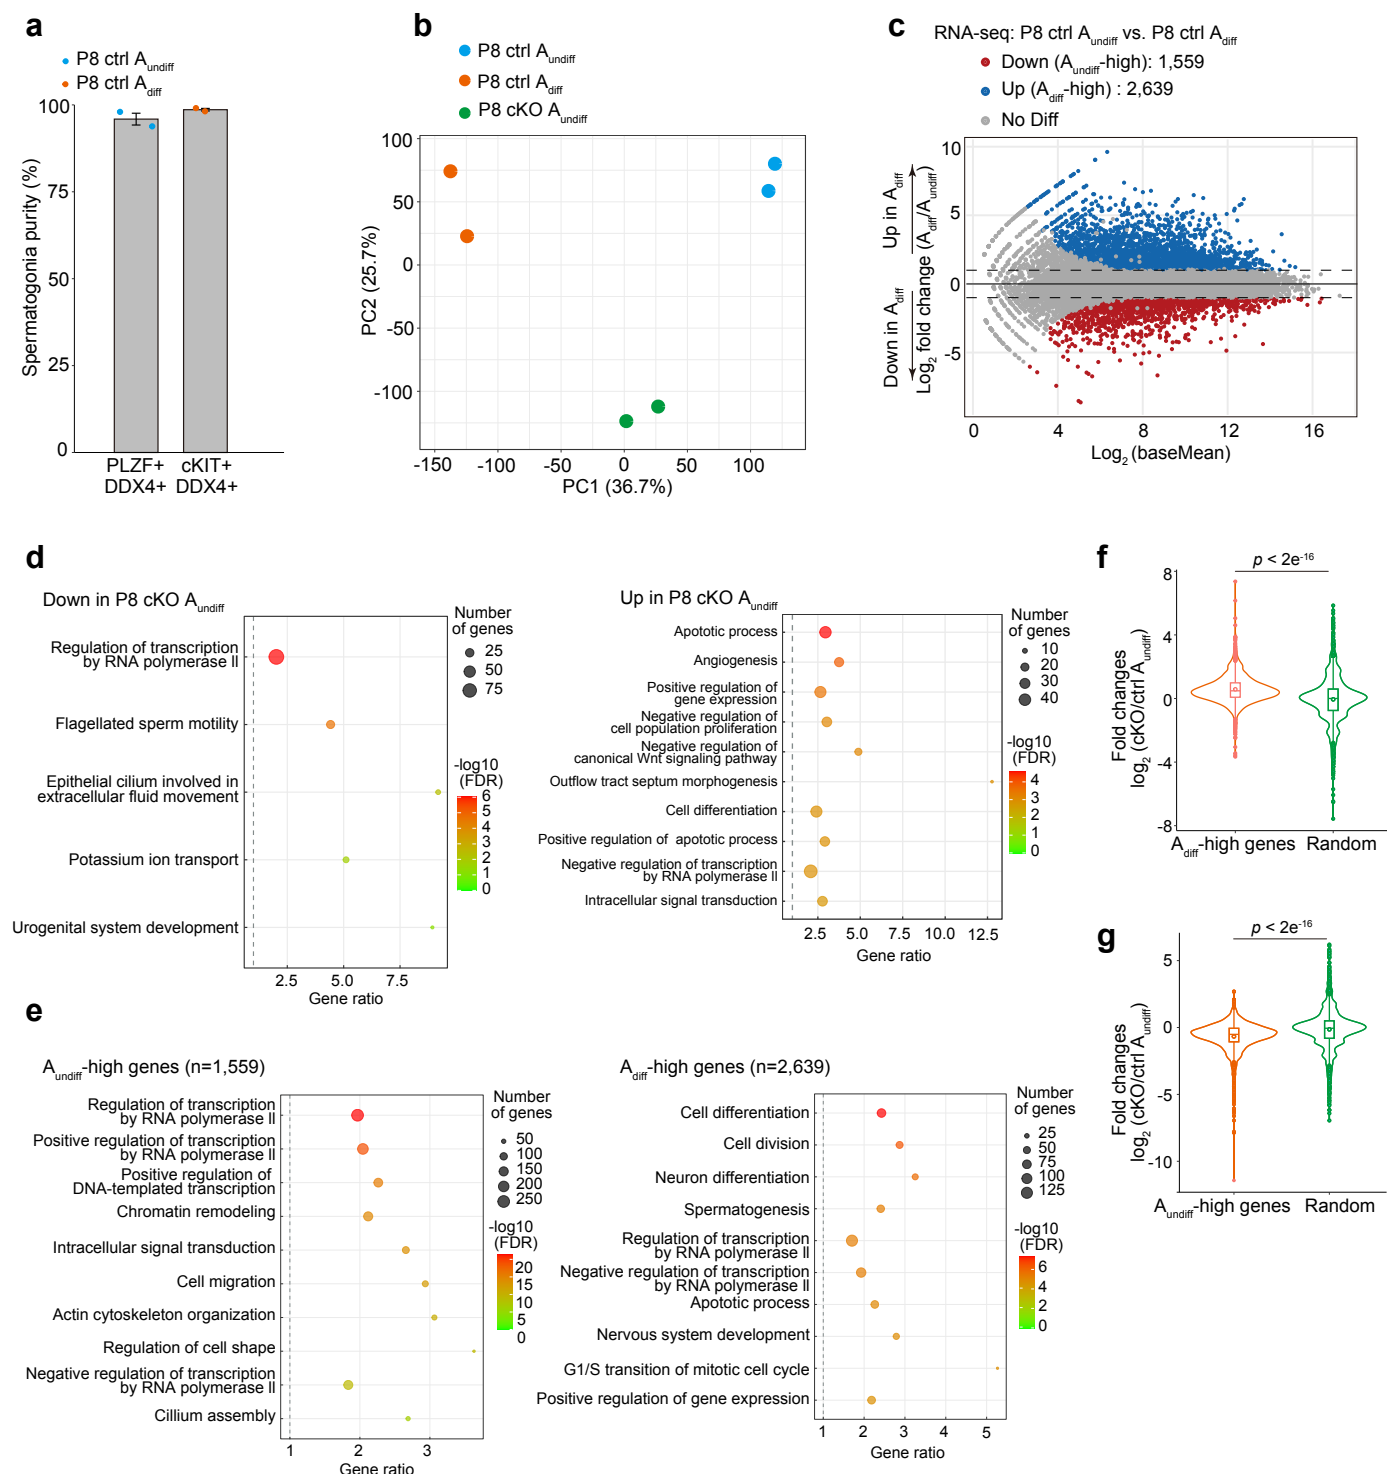 a
P8 ctrl Aundiff
P8 ctrl Adiff
Spermatogonia purity (%)
100
75
50
25
0
PLZF+
DDX4+
cKIT+
DDX4+
b
P8 ctrl Aundiff
P8 ctrl Adiff
P8 cKO Aundiff
PC2 (25.7%)
100
50
0
-50
-100
-150
-100
-50
0
50
100
PC1 (36.7%)
c
RNA-seq: P8 ctrl Aundiff vs. P8 ctrl Adiff
Down (Aundiff-high): 1,559
Up (Adiff-high) : 2,639
No Diff
Down in Adiff
Up in Adiff
Log2 fold change (Adiff/Aundiff)
10
5
0
-5
0
4
8
12
16
Log2 (baseMean)
d
Down in P8 cKO Aundiff
Regulation of transcription
by RNA polymerase II
Flagellated sperm motility
Epithelial cilium involved in
extracellular fluid movement
Potassium ion transport
Urogenital system development
2.5
5.0
7.5
Gene ratio
Number
of genes
25
50
75
-log10
(FDR)
6
5
4
3
2
1
0
Up in P8 cKO Aundiff
Apototic process
Angiogenesis
Positive regulation of
gene expression
Negative regulation of
cell population proliferation
Negative regulation of
canonical Wnt signaling pathway
Outflow tract septum morphogenesis
Cell differentiation
Positive regulation of apototic process
Negative regulation of transcription
by RNA polymerase II
Intracellular signal transduction
2.5
5.0
7.5
10.0
12.5
Gene ratio
Number
of genes
10
20
30
40
-log10
(FDR)
4
3
2
1
0
e
Aundiff-high genes (n=1,559)
Regulation of transcription
by RNA polymerase II
Positive regulation of transcription
by RNA polymerase II
Positive regulation of
DNA-templated transcription
Chromatin remodeling
Intracellular signal transduction
Cell migration
Actin cytoskeleton organization
Regulation of cell shape
Negative regulation of transcription
by RNA polymerase II
Cillium assembly
1
2
3
Gene ratio
Number
of genes
50
100
150
200
250
-log10
(FDR)
20
15
10
5
0
Adiff-high genes (n=2,639)
Cell differentiation
Cell division
Neuron differentiation
Spermatogenesis
Regulation of transcription
by RNA polymerase II
Negative regulation of transcription
by RNA polymerase II
Apototic process
Nervous system development
G1/S transition of mitotic cell cycle
Positive regulation of gene expression
1
2
3
4
5
Gene ratio
Number
of genes
25
50
75
100
125
-log10
(FDR)
6
4
2
0
f
p < 2e-16
Fold changes
log2 (cKO/ctrl Aundiff)
8
4
0
-4
-8
Adiff-high genes
Random
g
p < 2e-16
Fold changes
log2 (cKO/ctrl Aundiff)
5
0
-5
-10
Aundiff-high genes
Random